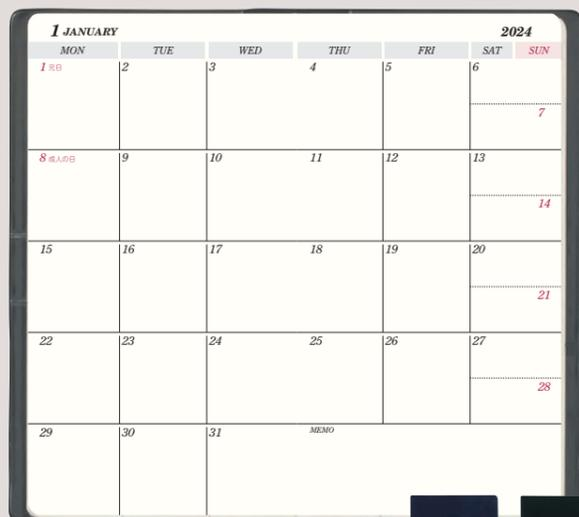 1 JANUARY 2024
MON TUE WED THU FRI SAT SUN
1 元日 2 3 4 5 6
7
8 成人の日 9 10 11 12 13
14
15 16 17 18 19 20
21
22 23 24 25 26 27
28
29 30 31 MEMO